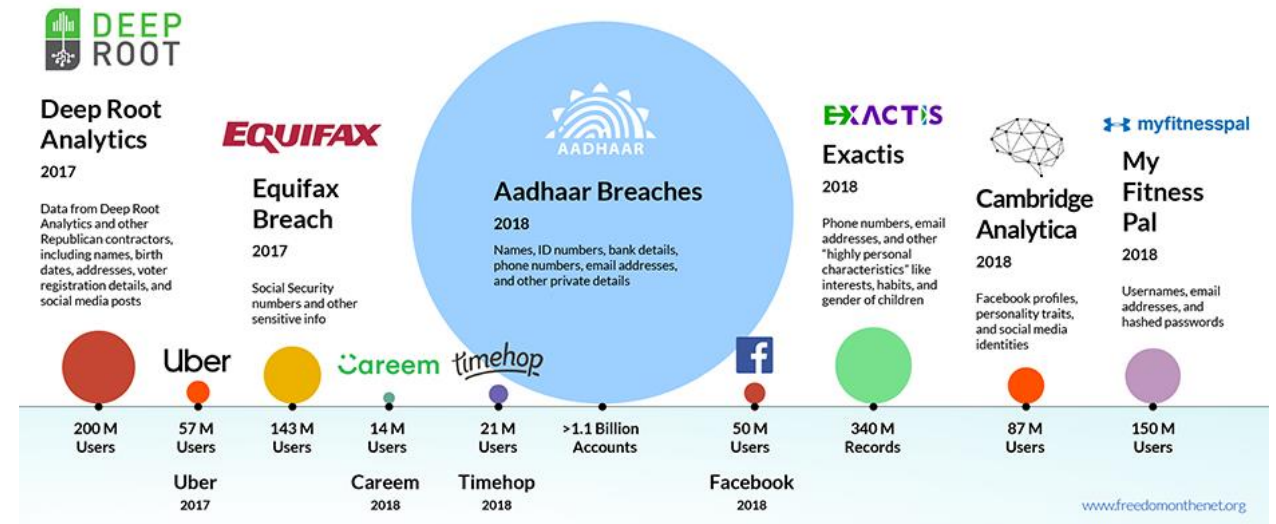 DEEP
ROOT
Deep Root
Analytics
2017
Data from Deep Root
Analytics and other
Republican contractors,
including names, birth
dates, addresses, voter
registration details, and
social media posts
200 M
Users
Uber
57 M
Users
Uber
2017
EQUIFAX
Equifax
Breach
2017
Social Security
numbers and other
sensitive info
143 M
Users
Careem
14 M
Users
Careem
2018
timehop
21 M
Users
Timehop
2018
AADHAAR
Aadhaar Breaches
2018
Names, ID numbers, bank details,
phone numbers, email addresses,
and other private details
>1.1 Billion
Accounts
f
50 M
Users
Facebook
2018
EXACTIS
Exactis
2018
Phone numbers, email
addresses, and other
"highly personal
characteristics" like
interests, habits, and
gender of children
340 M
Records
Cambridge
Analytica
2018
Facebook profiles,
personality traits,
and social media
identities
87 M
Users
myfitnesspal
My
Fitness
Pal
2018
Usernames, email
addresses, and
hashed passwords
150 M
Users
www.freedomonthenet.org